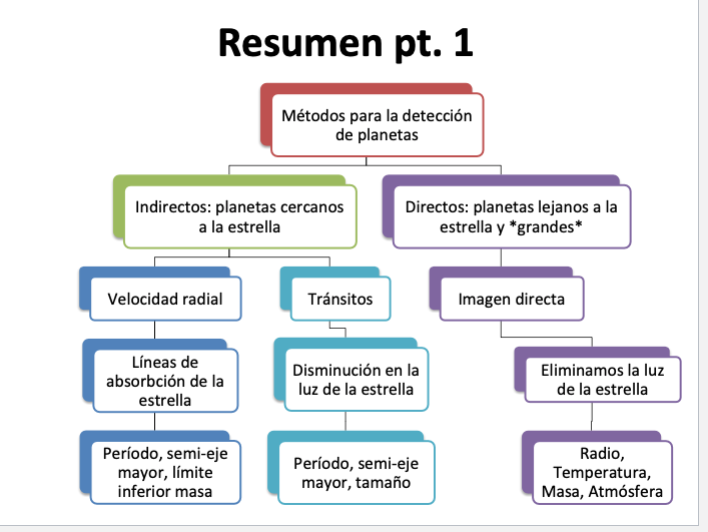 Resumen pt. 1
Métodos para la detección
de planetas
Indirectos: planetas cercanos
a la estrella
Directos: planetas lejanos a la
estrella y *grandes*
Velocidad radial
Tránsitos
Imagen directa
Líneas de
absorbción de la
estrella
Disminución en la
luz de la estrella
Eliminamos la luz
de la estrella
Período, semi-eje
mayor, límite
inferior masa
Período, semi-eje
mayor, tamaño
Radio,
Temperatura,
Masa, Atmósfera